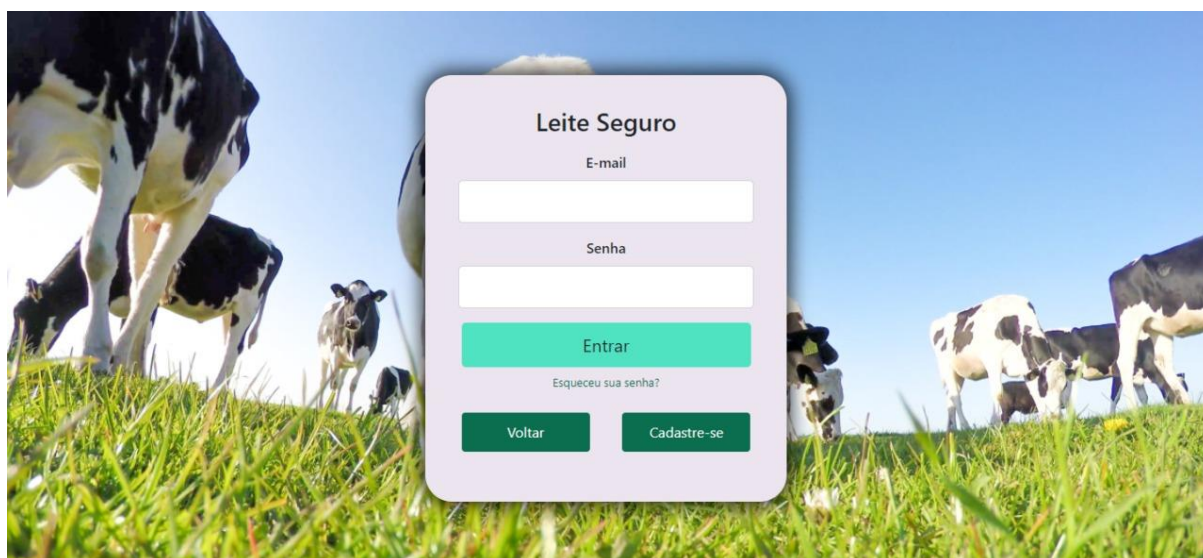 Leite Seguro
E-mail
Senha
Entrar
Esqueceu sua senha?
Voltar Cadastre-se